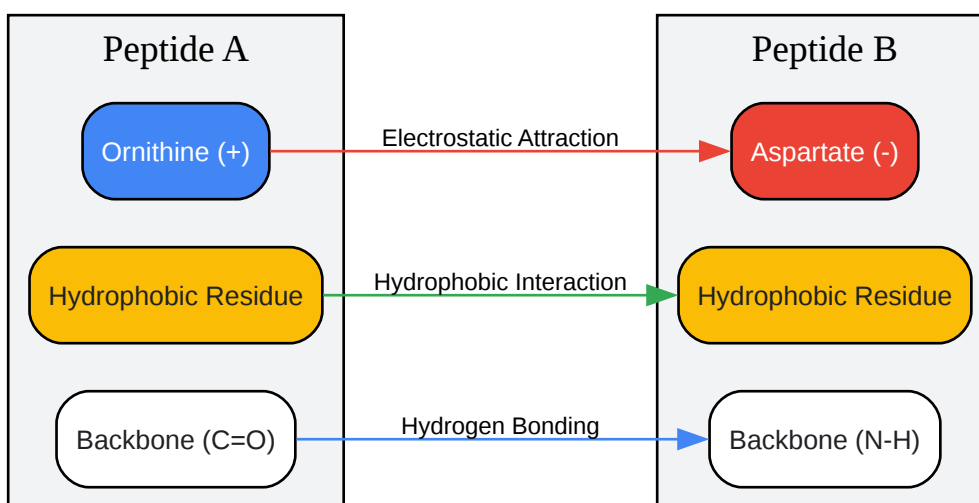 Peptide A
Peptide B
Ornithine (+)
Electrostatic Attraction
Aspartate (-)
Hydrophobic Residue
Hydrophobic Interaction
Hydrophobic Residue
Backbone (C=O)
Hydrogen Bonding
Backbone (N-H)